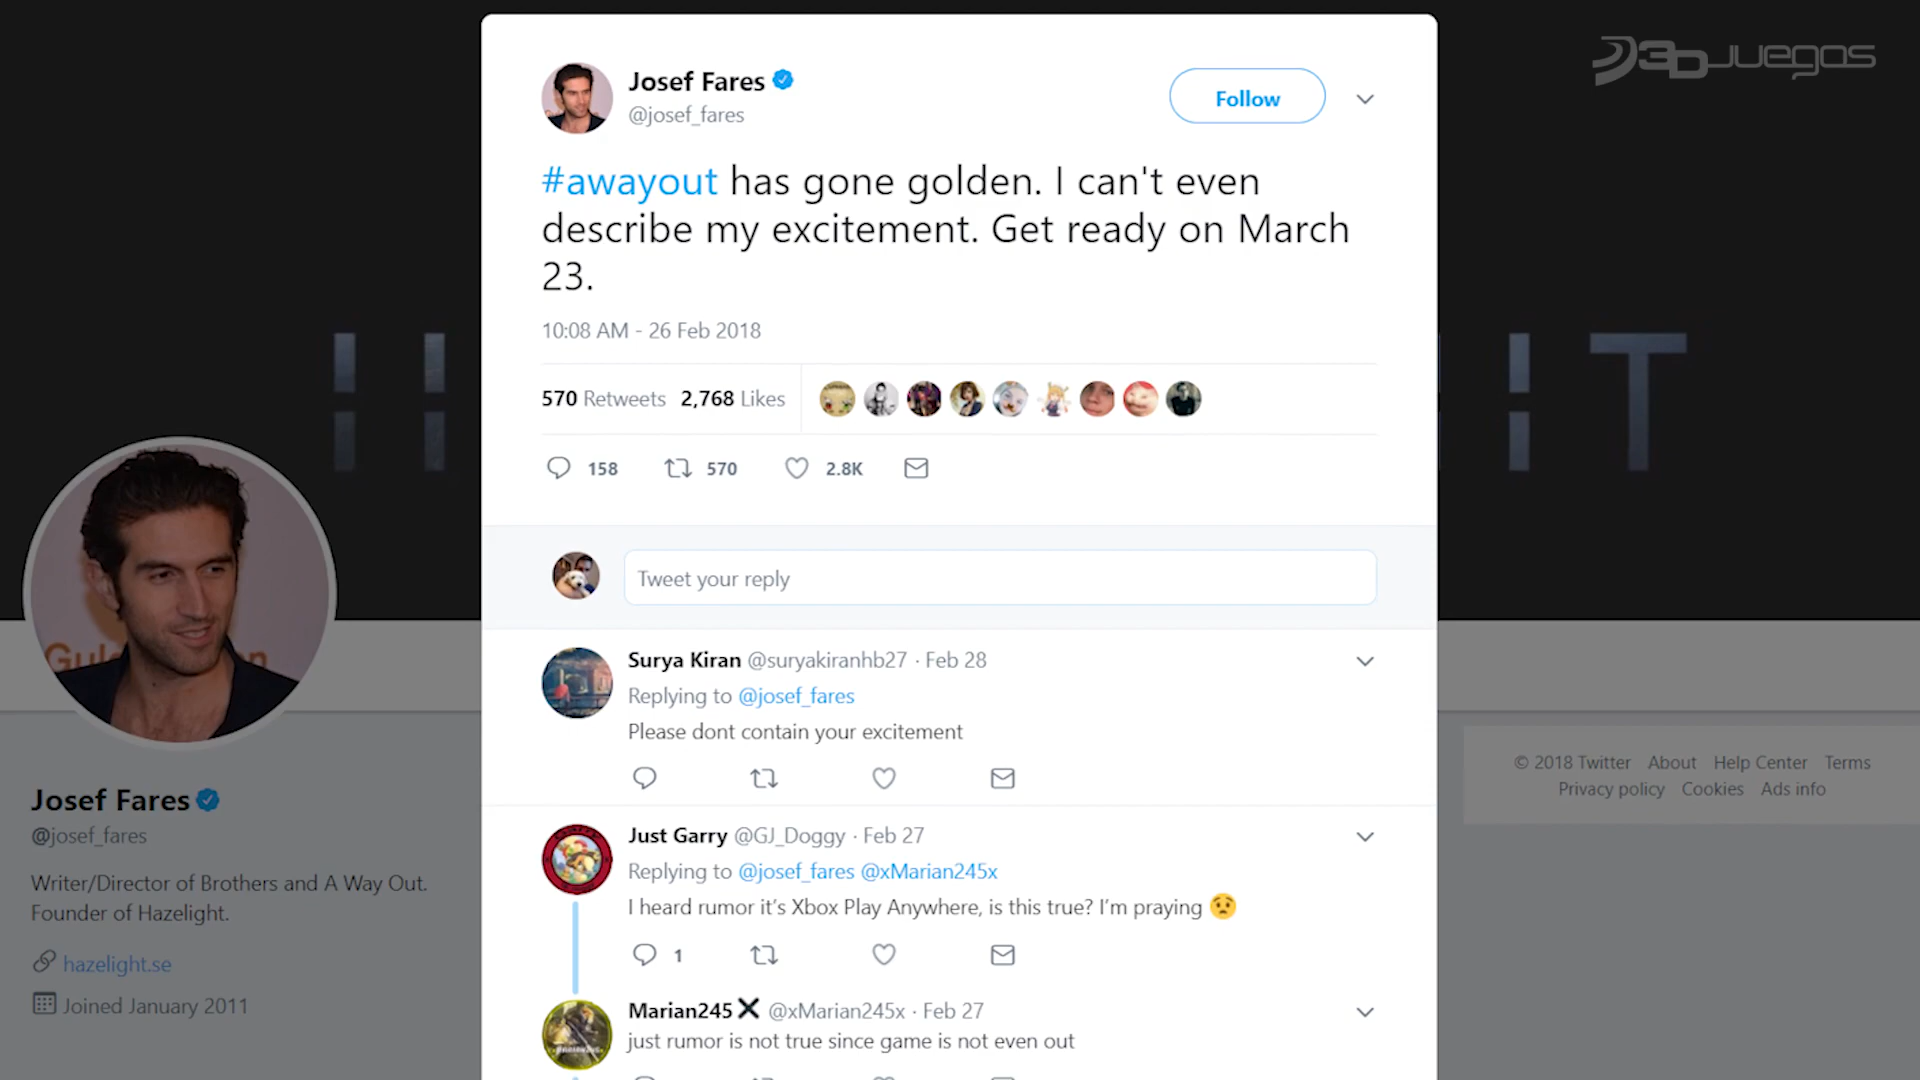 3DJuegos
Josef Fares
@josef_fares
Follow
#awayout has gone golden. I can't even
describe my excitement. Get ready on March
23.
10:08 AM - 26 Feb 2018
570 Retweets 2,768 Likes
158 570 2.8K
Tweet your reply
Surya Kiran @suryakiranhb27 · Feb 28
Replying to @josef_fares
Please dont contain your excitement
Just Garry @GJ_Doggy · Feb 27
Replying to @josef_fares @xMarian245x
I heard rumor it’s Xbox Play Anywhere, is this true? I’m praying 😟
1
Marian245❌ @xMarian245x · Feb 27
just rumor is not true since game is not even out
Josef Fares
@josef_fares
Writer/Director of Brothers and A Way Out.
Founder of Hazelight.
hazelight.se
Joined January 2011
© 2018 Twitter About Help Center Terms
Privacy policy Cookies Ads info